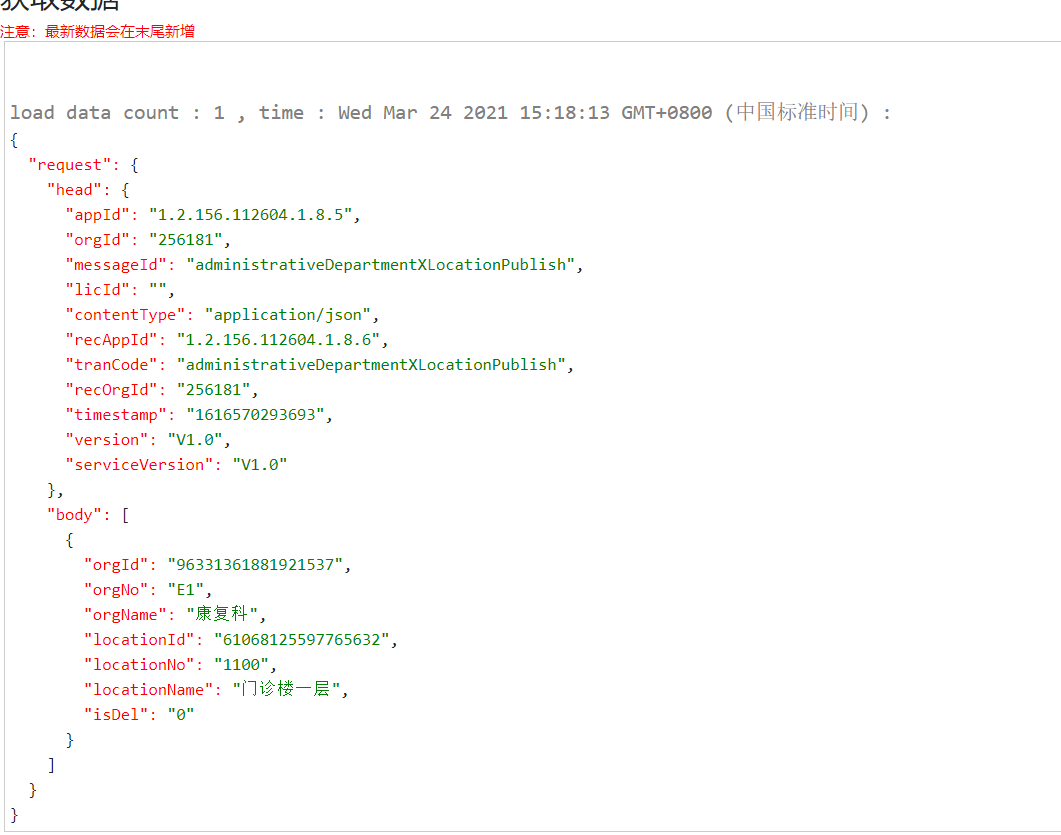 获取数据
注意：最新数据会在末尾新增
load data count : 1 , time : Wed Mar 24 2021 15:18:13 GMT+0800 (中国标准时间) :
{
  "request": {
    "head": {
      "appId": "1.2.156.112604.1.8.5",
      "orgId": "256181",
      "messageId": "administrativeDepartmentXLocationPublish",
      "licId": "",
      "contentType": "application/json",
      "recAppId": "1.2.156.112604.1.8.6",
      "tranCode": "administrativeDepartmentXLocationPublish",
      "recOrgId": "256181",
      "timestamp": "1616570293693",
      "version": "V1.0",
      "serviceVersion": "V1.0"
    },
    "body": [
      {
        "orgId": "96331361881921537",
        "orgNo": "E1",
        "orgName": "康复科",
        "locationId": "61068125597765632",
        "locationNo": "1100",
        "locationName": "门诊楼一层",
        "isDel": "0"
      }
    ]
  }
}